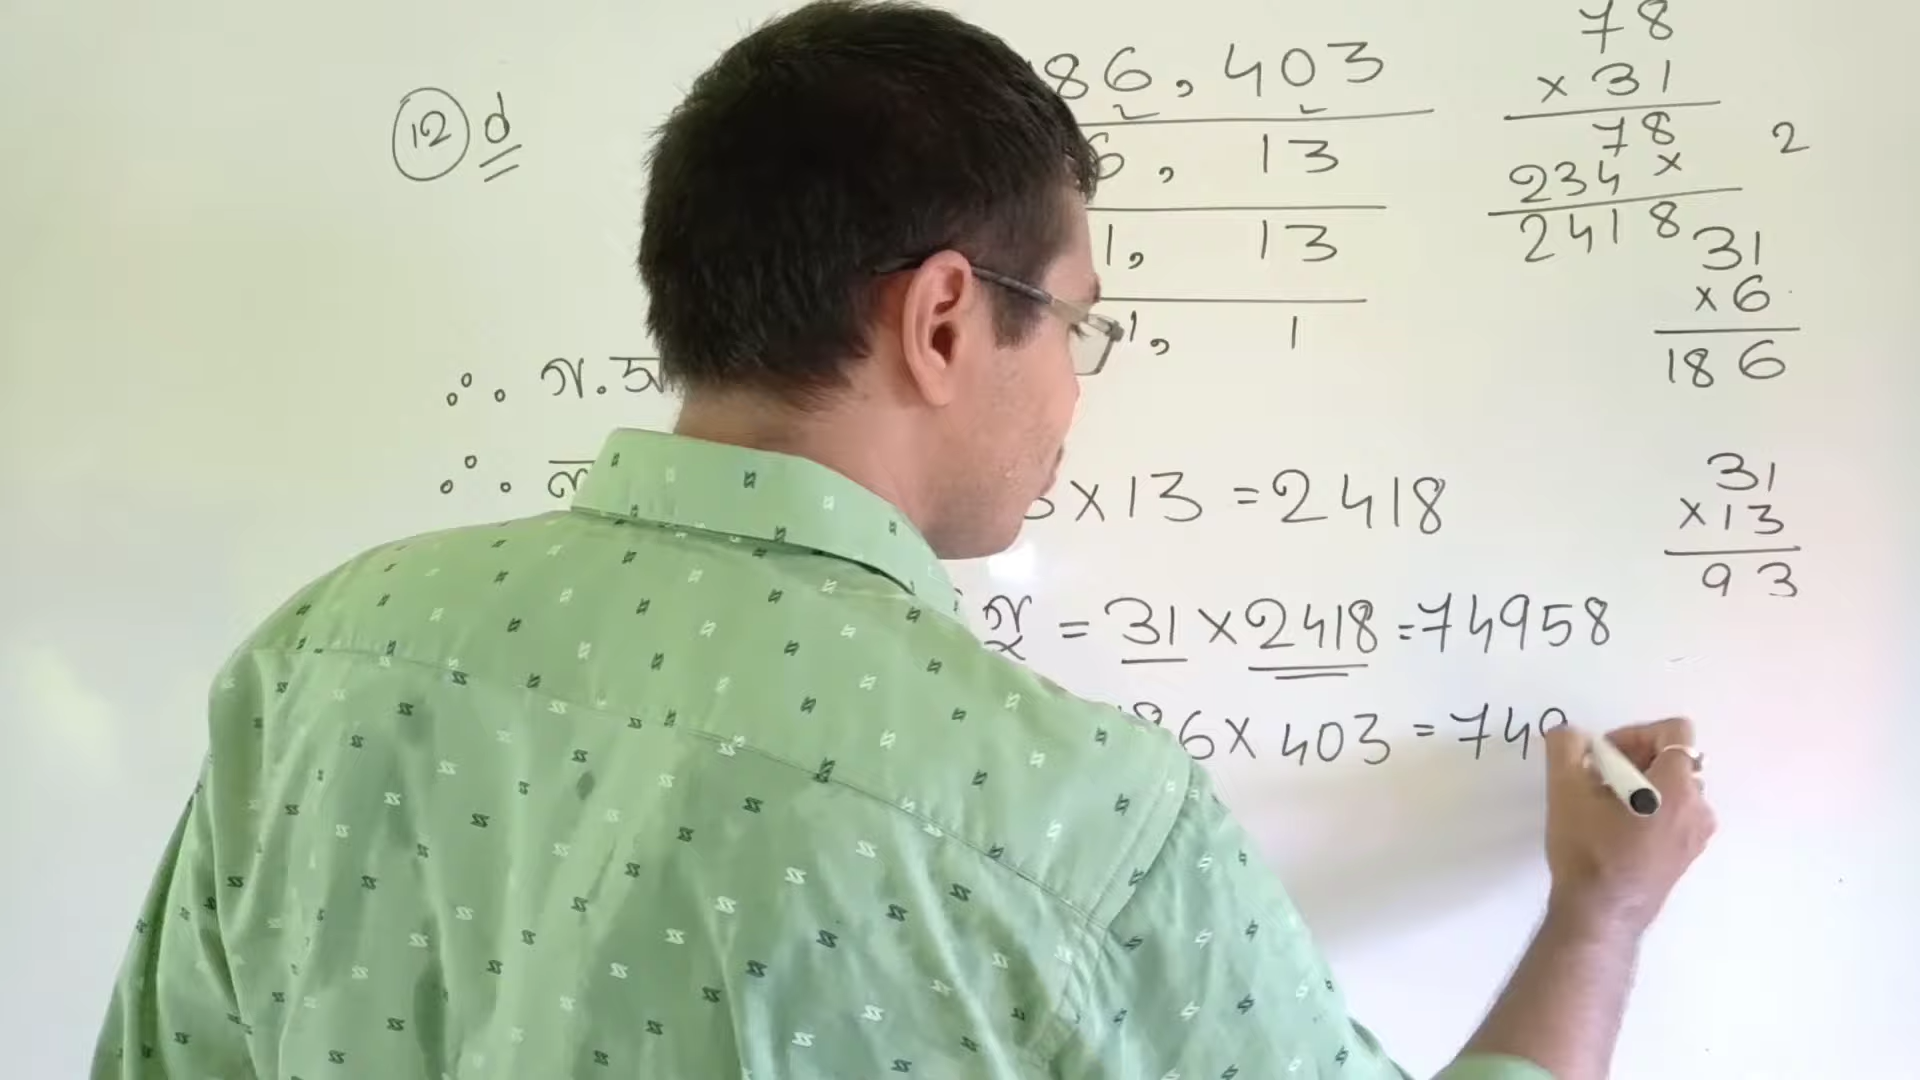 12 d
86, 403
6, 13
1, 13
1, 1
∴ গ.সা
∴ ল
× 13 = 2418
= 31 × 2418 = 74958
6 × 403 = 749
78
× 31
78
234 ×
2418
2
31
× 6
186
31
× 13
93